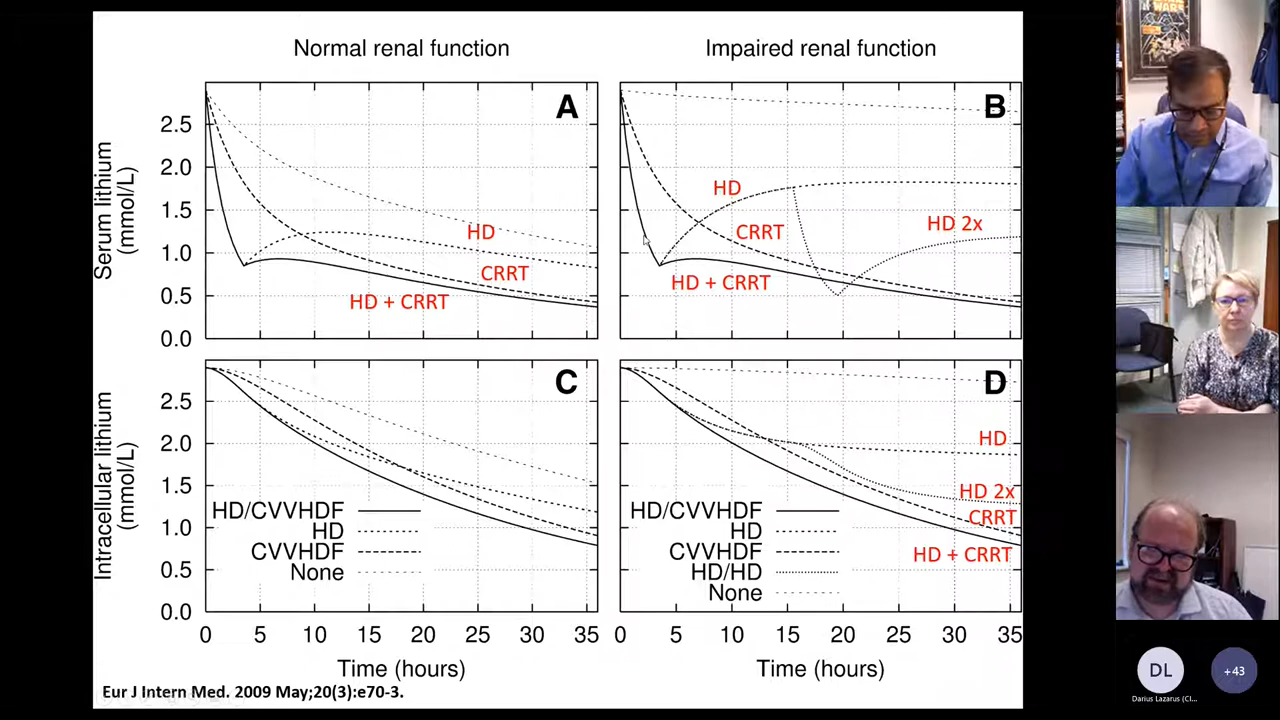 Normal renal function
Impaired renal function
A
B
Serum lithium
(mmol/L)
2.5
2.0
1.5
1.0
0.5
0.0
HD
CRRT
HD + CRRT
HD
CRRT
HD + CRRT
HD 2x
C
D
Intracellular lithium
(mmol/L)
2.5
2.0
1.5
1.0
0.5
0.0
HD/CVVHDF
HD
CVVHDF
None
HD/CVVHDF
HD
CVVHDF
HD/HD
None
HD
HD 2x
CRRT
HD + CRRT
0 5 10 15 20 25 30 35
0 5 10 15 20 25 30 35
Time (hours)
Time (hours)
Eur J Intern Med. 2009 May;20(3):e70-3.
WARS
DL
+43
Darius Lazarus (Cl...